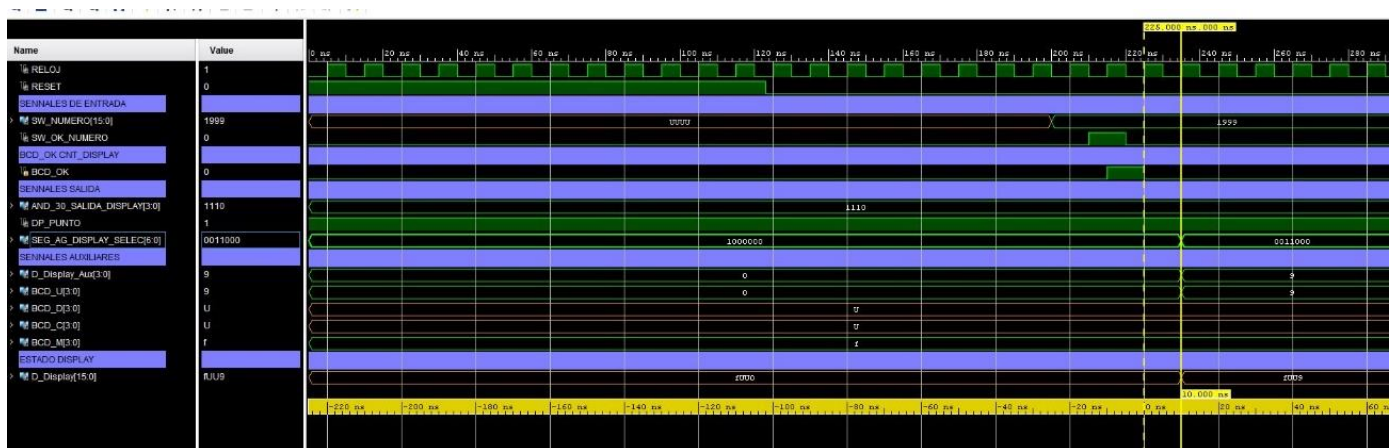 225.000 ns.000 ns
Name Value
0 ns 20 ns 40 ns 60 ns 80 ns 100 ns 120 ns 140 ns 160 ns 180 ns 200 ns 220 ns 240 ns 260 ns 280 ns
RELOJ 1
RESET 0
SENNALES DE ENTRADA
SW_NUMERO[15:0] 1999 UUUU 1999
SW_OK_NUMERO 0
BCD_OK CNT_DISPLAY
BCD_OK 0
SENNALES SALIDA
AND_30_SALIDA_DISPLAY[3:0] 1110 1110
DP_PUNTO 1
SEG_AG_DISPLAY_SELEC[6:0] 0011000 1000000 0011000
SENNALES AUXILIARES
D_Display_Aux[3:0] 9 0 9
BCD_U[3:0] 9 0 9
BCD_D[3:0] U U
BCD_C[3:0] U U
BCD_M[3:0] f f
ESTADO DISPLAY
D_Display[15:0] fUU9 fUU0 fUU9
10.000 ns
-220 ns -200 ns -180 ns -160 ns -140 ns -120 ns -100 ns -80 ns -60 ns -40 ns -20 ns 0 ns 20 ns 40 ns 60 n